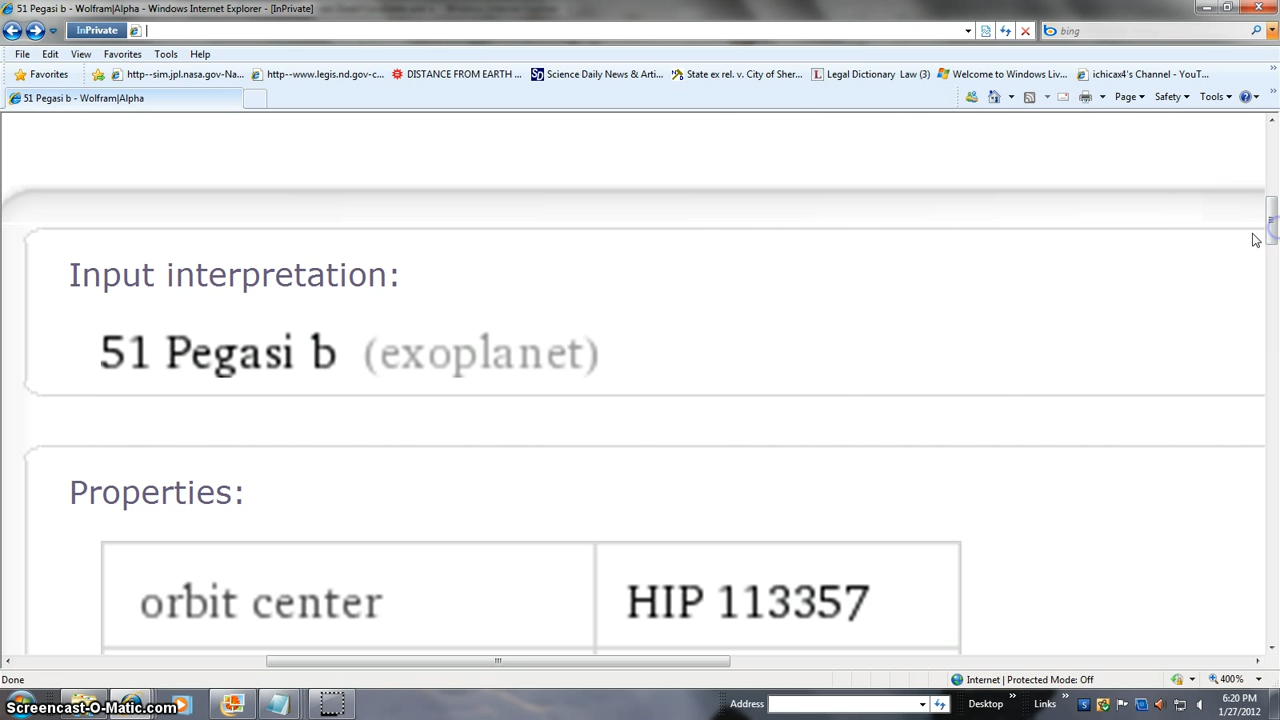 51 Pegasi b - Wolfram|Alpha - Windows Internet Explorer - [InPrivate]
InPrivate
bing
File Edit View Favorites Tools Help
Favorites http--sim.jpl.nasa.gov-Na... http--www.legis.nd.gov-c... DISTANCE FROM EARTH ... Science Daily News & Arti... State ex rel. v. City of Sher... Legal Dictionary Law (3) Welcome to Windows Liv... ichicax4's Channel - YouT...
51 Pegasi b - Wolfram|Alpha
Page Safety Tools
Input interpretation:
51 Pegasi b (exoplanet)
Properties:
orbit center HIP 113357
Done Internet | Protected Mode: Off 400%
Address Desktop Links 6:20 PM
Screencast-O-Matic.com 1/27/2012